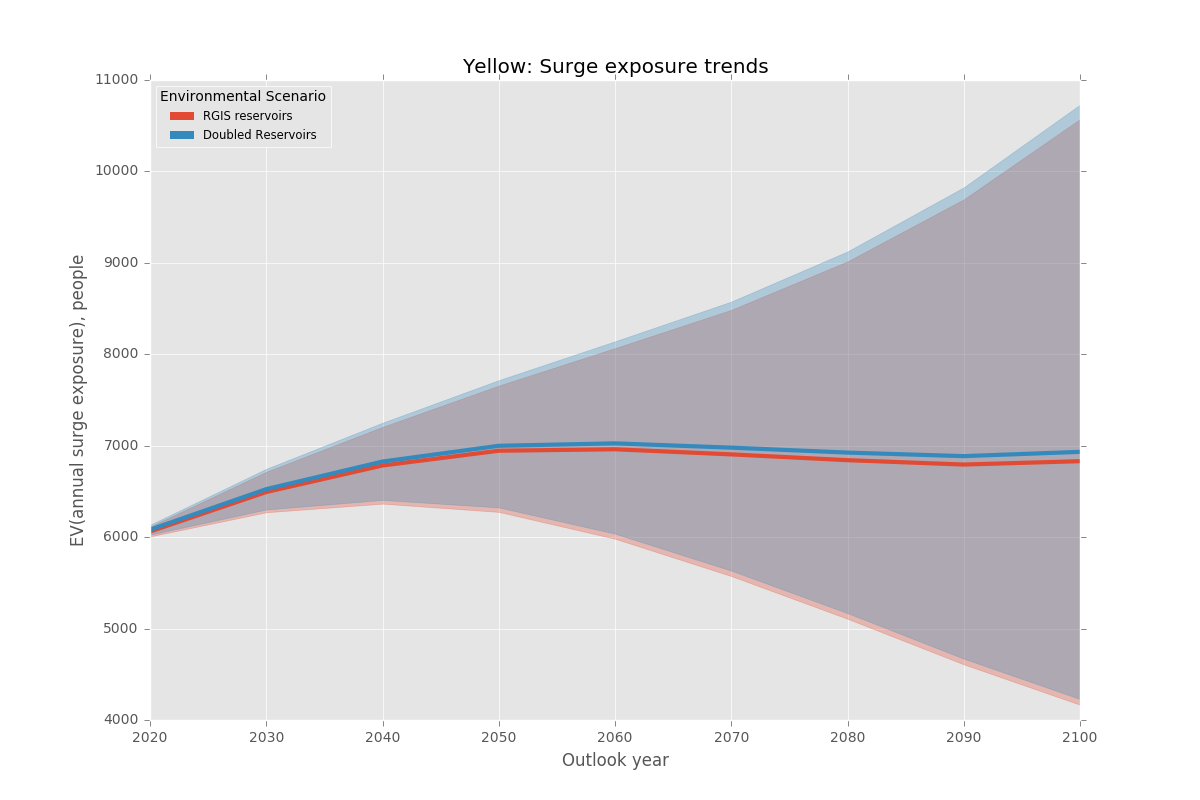 Yellow: Surge exposure trends
Environmental Scenario
RGIS reservoirs
Doubled Reservoirs
EV(annual surge exposure), people
11000
10000
9000
8000
7000
6000
5000
4000
2020 2030 2040 2050 2060 2070 2080 2090 2100
Outlook year